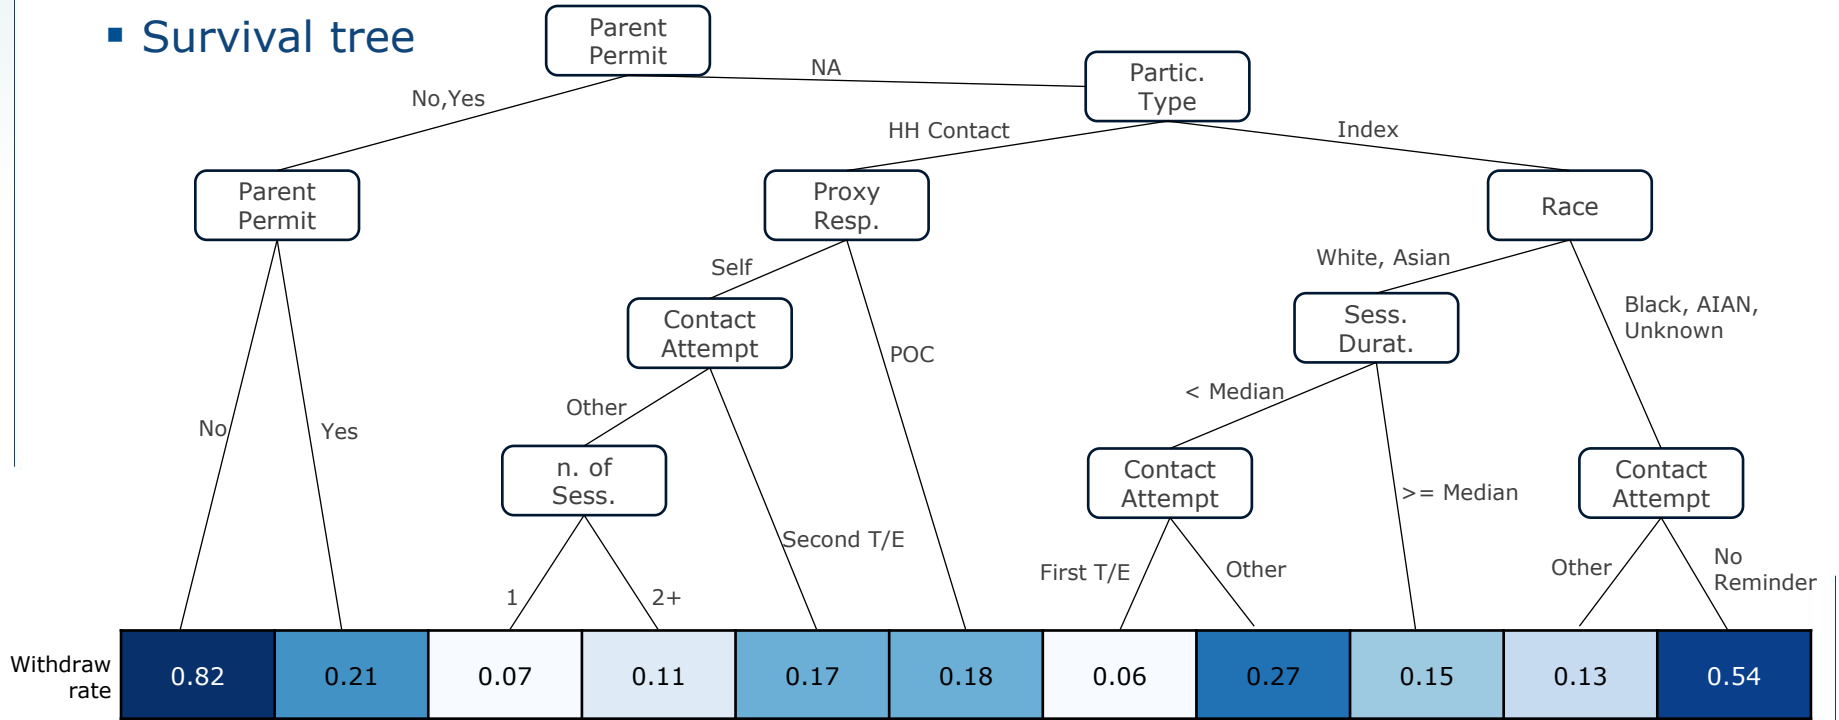 ▪ Survival tree
Parent
Permit
NA
Partic.
Type
No,Yes
HH Contact
Index
Parent
Permit
Proxy
Resp.
Race
Self
White, Asian
Contact
Attempt
Sess.
Durat.
Black, AIAN,
Unknown
POC
< Median
Other
No
Yes
n. of
Sess.
Contact
Attempt
>= Median
Contact
Attempt
Second T/E
First T/E
Other
Other
No
Reminder
1
2+
Withdraw
rate
0.82 0.21 0.07 0.11 0.17 0.18 0.06 0.27 0.15 0.13 0.54